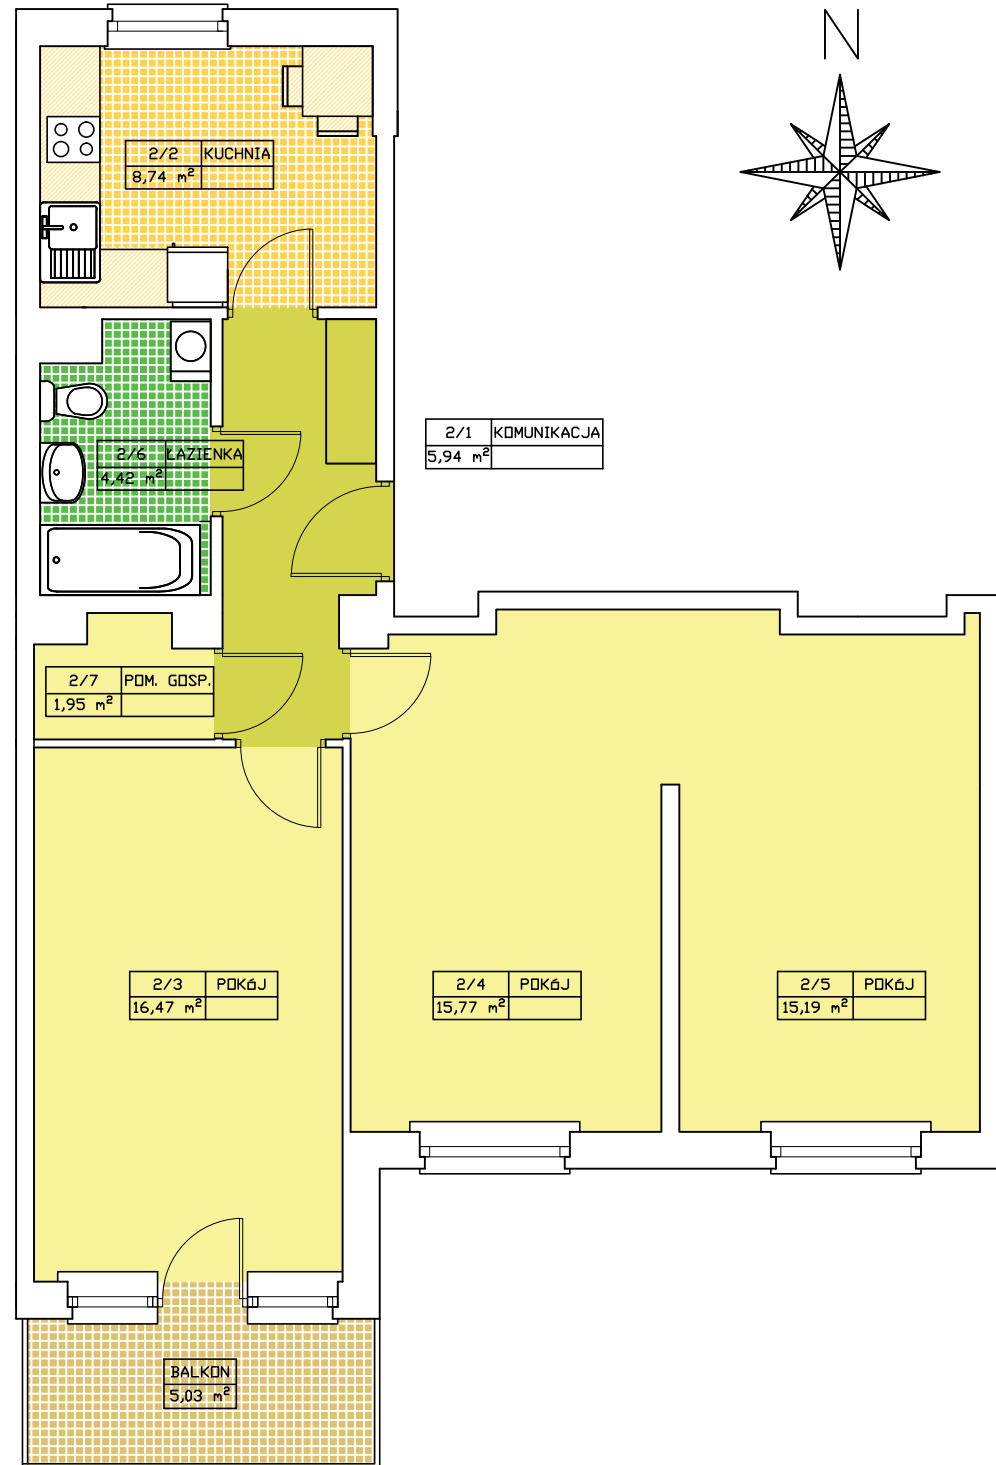 N
2/2 KUCHNIA
8,74 m²
2/1 KOMUNIKACJA
5,94 m²
2/6 ŁAZIENKA
4,42 m²
2/7 POM. GOSP.
1,95 m²
2/3 POKÓJ
16,47 m²
2/4 POKÓJ
15,77 m²
2/5 POKÓJ
15,19 m²
BALKON
5,03 m²